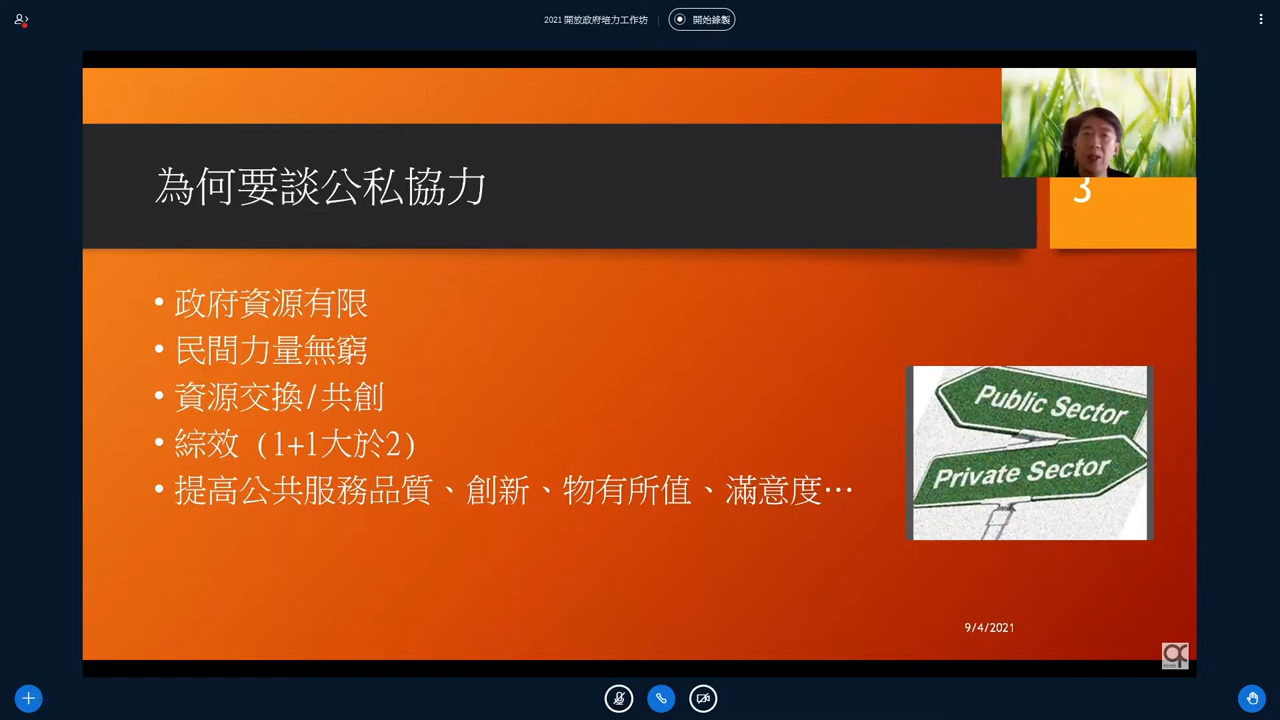 2021 開放政府培力工作坊
開始錄製
為何要談公私協力
3
• 政府資源有限
• 民間力量無窮
• 資源交換/共創
• 綜效（1+1大於2）
• 提高公共服務品質、創新、物有所值、滿意度…
Public Sector
Private Sector
9/4/2021